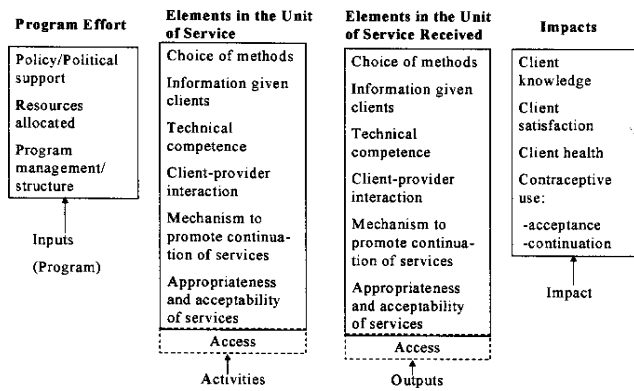 Program Effort
Policy/Political
support
Resources
allocated
Program
management/
structure
Inputs
(Program)
Elements in the Unit
of Service
Choice of methods
Information given
clients
Technical
competence
Client-provider
interaction
Mechanism to
promote continua-
tion of services
Appropriateness
and acceptability
of services
Access
Activities
Elements in the Unit
of Service Received
Choice of methods
Information given
clients
Technical
competence
Client-provider
interaction
Mechanism to
promote continua-
tion of services
Appropriateness
and acceptability
of services
Access
Outputs
Impacts
Client
knowledge
Client
satisfaction
Client health
Contraceptive
use:
-acceptance
-continuation
Impact